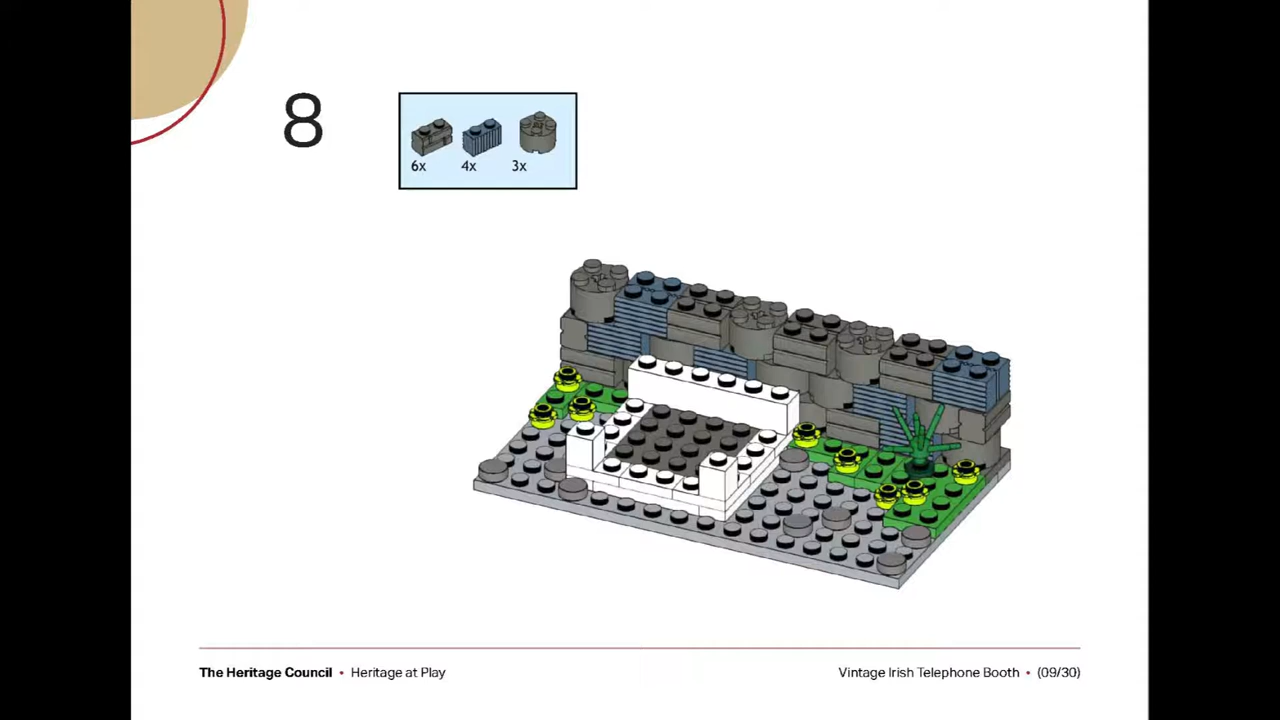 8
6x 4x 3x
The Heritage Council • Heritage at Play
Vintage Irish Telephone Booth • (09/30)